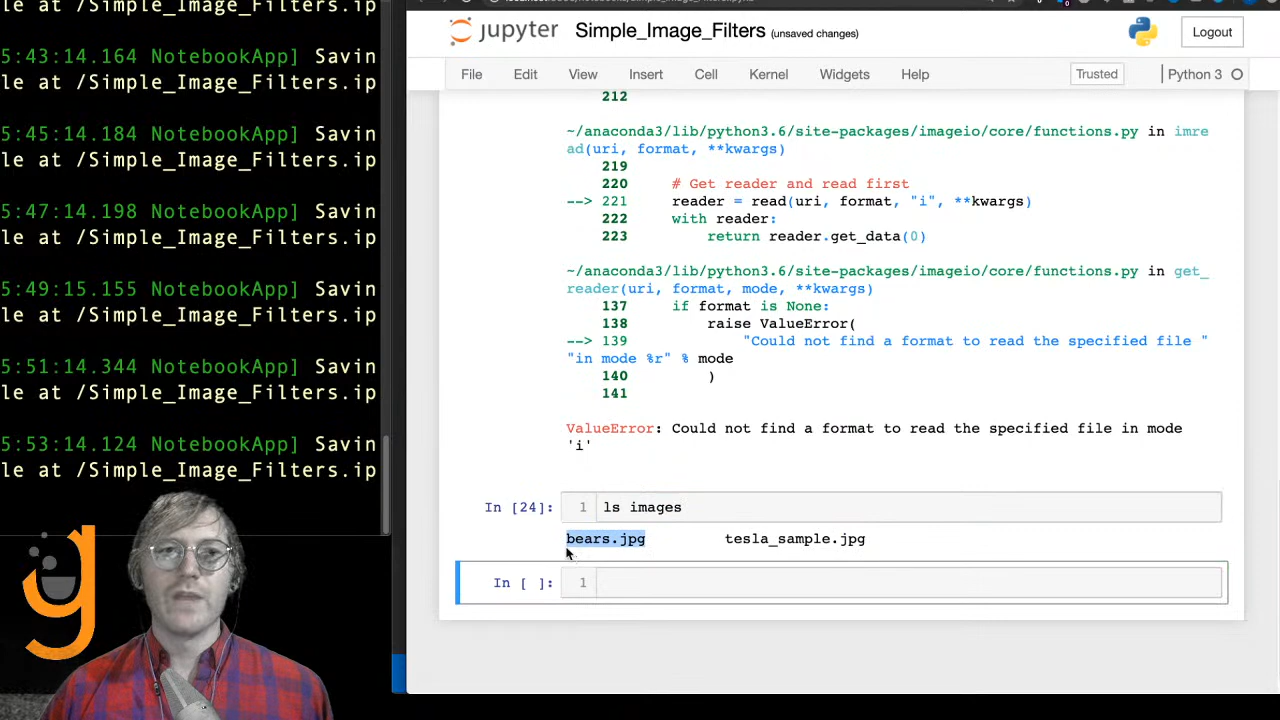 5:43:14.164 NotebookApp] Savin
le at /Simple_Image_Filters.ip
5:45:14.184 NotebookApp] Savin
le at /Simple_Image_Filters.ip
5:47:14.198 NotebookApp] Savin
le at /Simple_Image_Filters.ip
5:49:15.155 NotebookApp] Savin
le at /Simple_Image_Filters.ip
5:51:14.344 NotebookApp] Savin
le at /Simple_Image_Filters.ip
5:53:14.124 NotebookApp] Savin
le at /Simple_Image_Filters.ip
jupyter Simple_Image_Filters (unsaved changes) Logout
File Edit View Insert Cell Kernel Widgets Help Trusted Python 3
212
~/anaconda3/lib/python3.6/site-packages/imageio/core/functions.py in imre
ad(uri, format, **kwargs)
219
220 # Get reader and read first
--> 221 reader = read(uri, format, "i", **kwargs)
222 with reader:
223 return reader.get_data(0)
~/anaconda3/lib/python3.6/site-packages/imageio/core/functions.py in get_
reader(uri, format, mode, **kwargs)
137 if format is None:
138 raise ValueError(
--> 139 "Could not find a format to read the specified file "
"in mode %r" % mode
140 )
141
ValueError: Could not find a format to read the specified file in mode
'i'
In [24]: 1 ls images
bears.jpg tesla_sample.jpg
In [ ]: 1